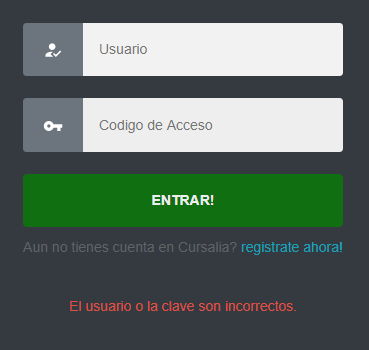 Usuario
Codigo de Acceso
ENTRAR!
Aun no tienes cuenta en Cursalia? registrate ahora!
El usuario o la clave son incorrectos.